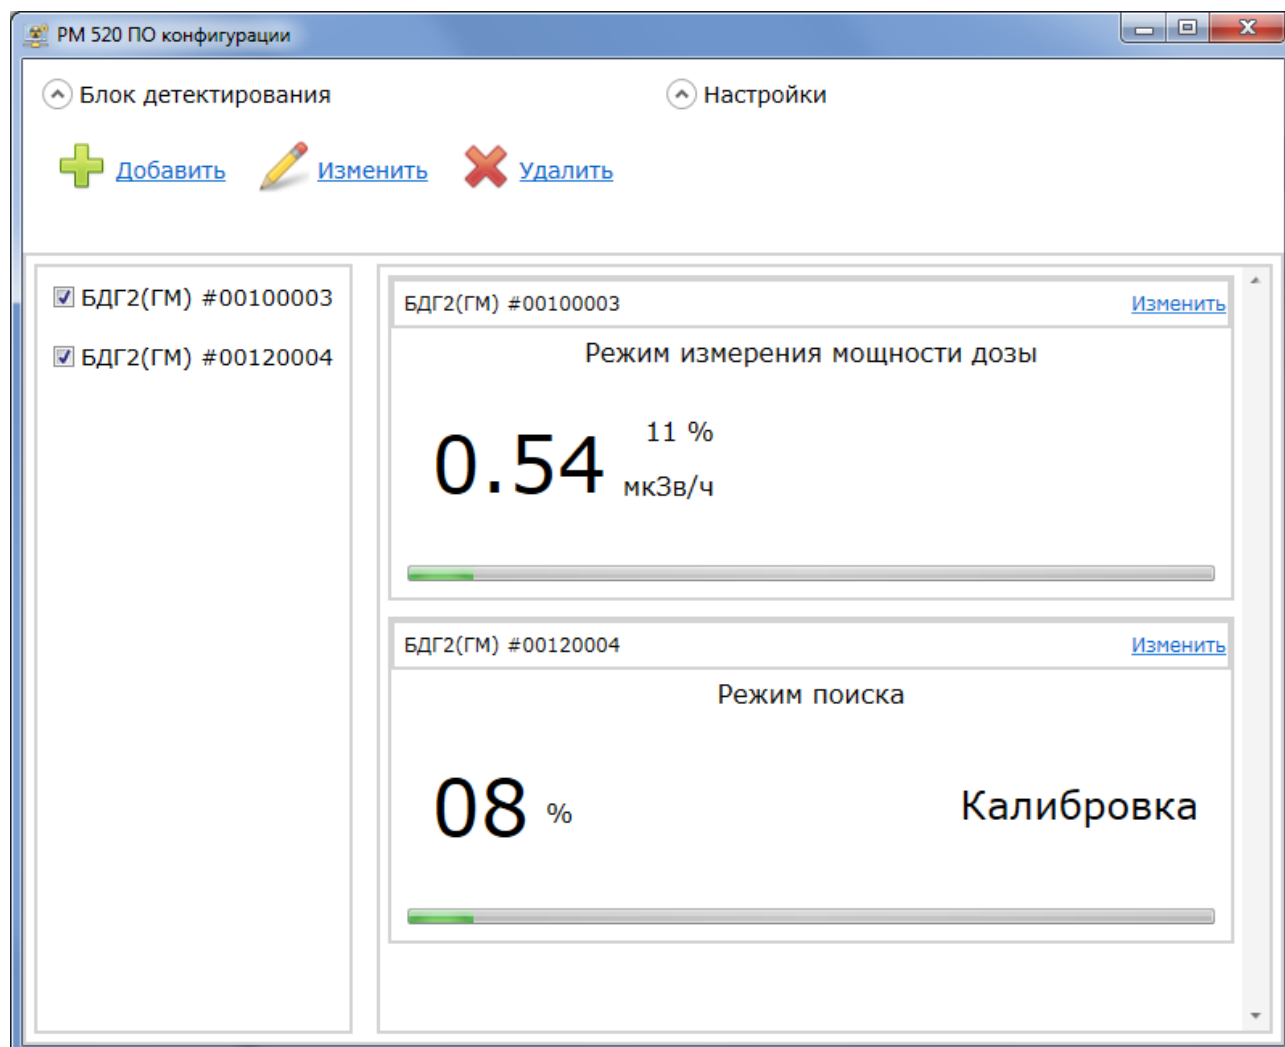 PM 520 ПО конфигурации
Блок детектирования
Настройки
Добавить
Изменить
Удалить
БДГ2(ГМ) #00100003
БДГ2(ГМ) #00120004
БДГ2(ГМ) #00100003
Изменить
Режим измерения мощности дозы
11 %
0.54
мкЗв/ч
БДГ2(ГМ) #00120004
Изменить
Режим поиска
08 %
Калибровка